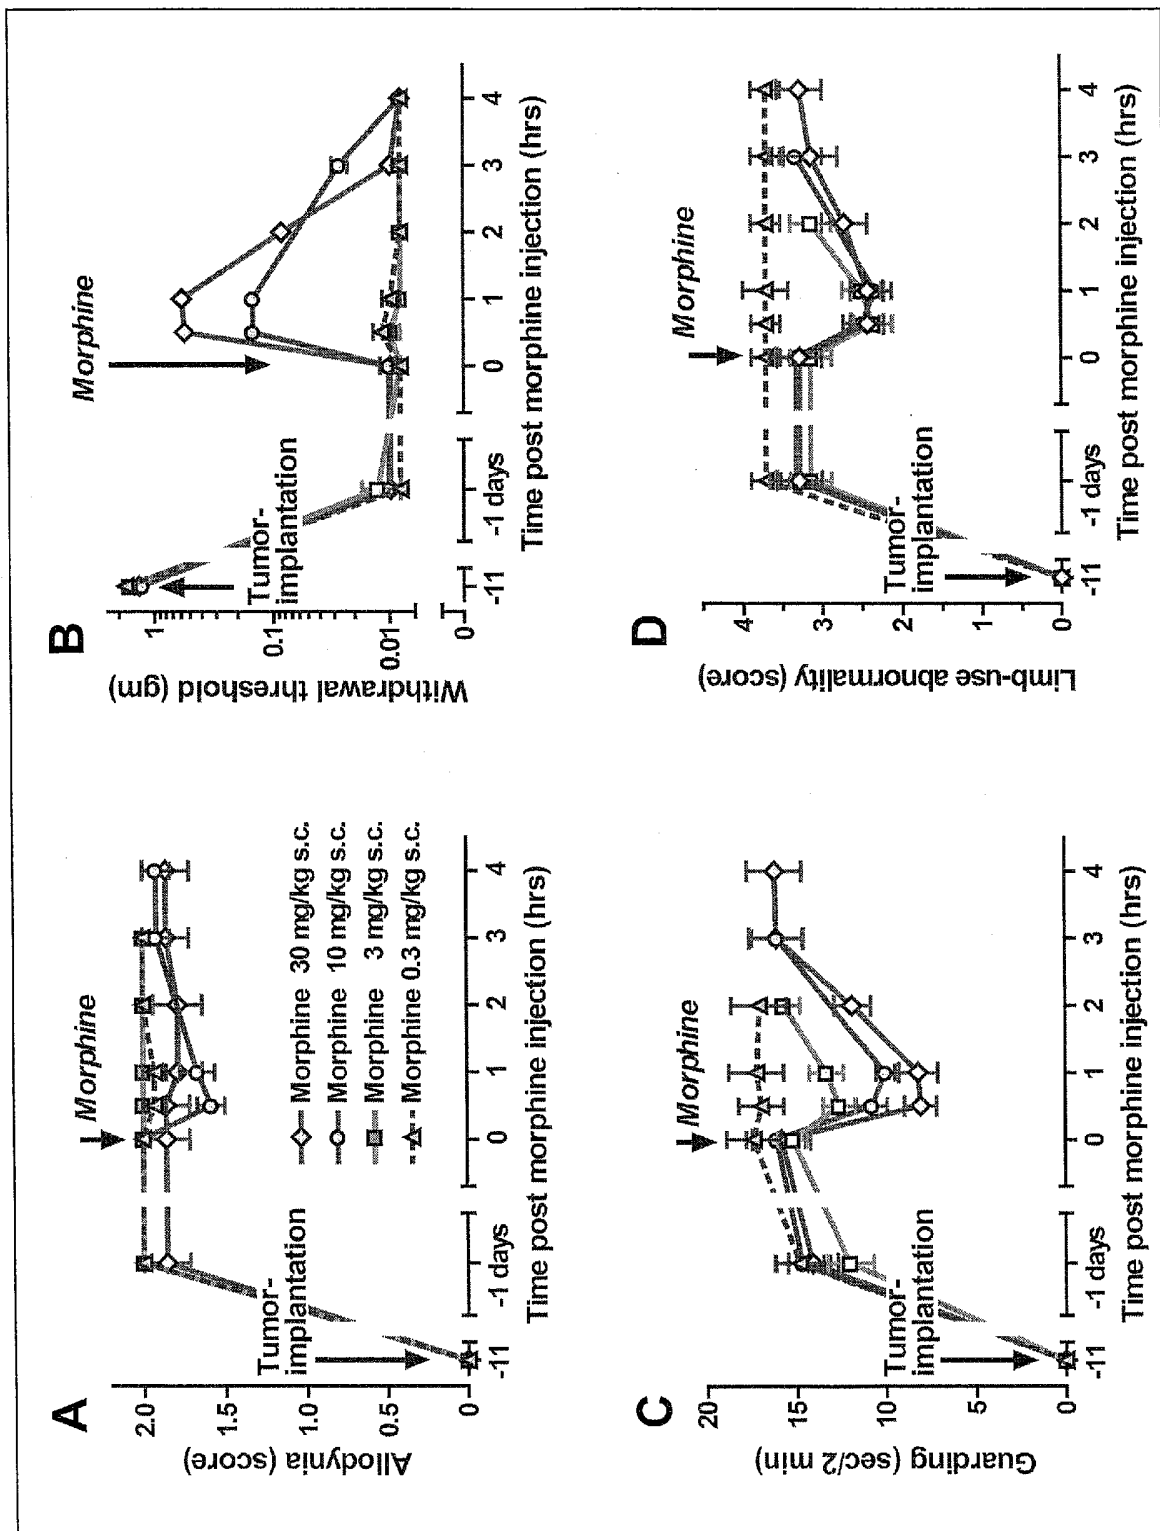 A
Allodynia (score)
2.0
1.5
1.0
0.5
0
Morphine
Tumor-
implantation
Morphine 30 mg/kg s.c.
Morphine 10 mg/kg s.c.
Morphine 3 mg/kg s.c.
Morphine 0.3 mg/kg s.c.
-11 -1 days 0 1 2 3 4
Time post morphine injection (hrs)
B
Withdrawal threshold (gm)
1
0.1
0.01
0
Morphine
Tumor-
implantation
-11 -1 days 0 1 2 3 4
Time post morphine injection (hrs)
C
Guarding (sec/2 min)
20
15
10
5
0
Morphine
Tumor-
implantation
-11 -1 days 0 1 2 3 4
Time post morphine injection (hrs)
D
Limb-use abnormality (score)
4
3
2
1
0
Morphine
Tumor-
implantation
-11 -1 days 0 1 2 3 4
Time post morphine injection (hrs)